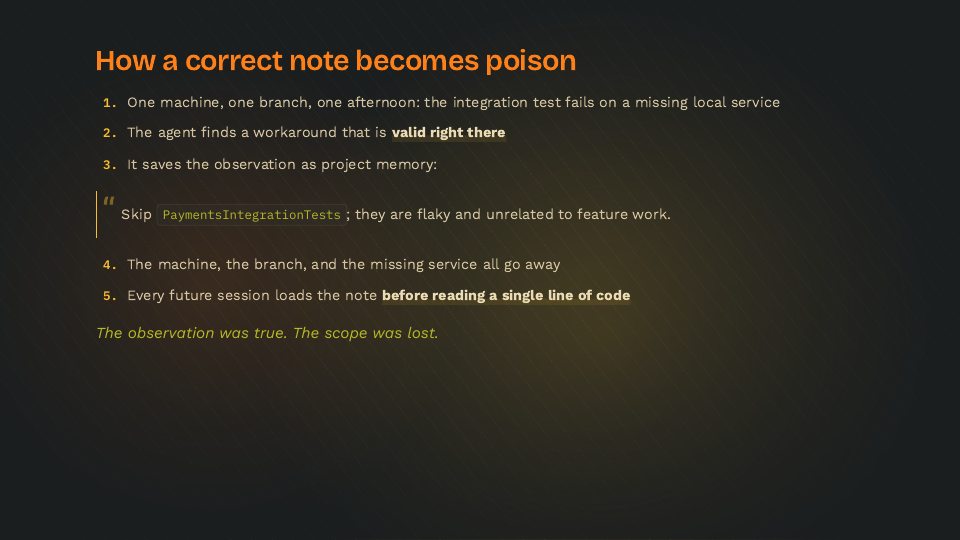 How a correct note becomes poison
1. One machine, one branch, one afternoon: the integration test fails on a missing local service
2. The agent finds a workaround that is valid right there
3. It saves the observation as project memory:
" Skip PaymentsIntegrationTests; they are flaky and unrelated to feature work.
4. The machine, the branch, and the missing service all go away
5. Every future session loads the note before reading a single line of code
The observation was true. The scope was lost.